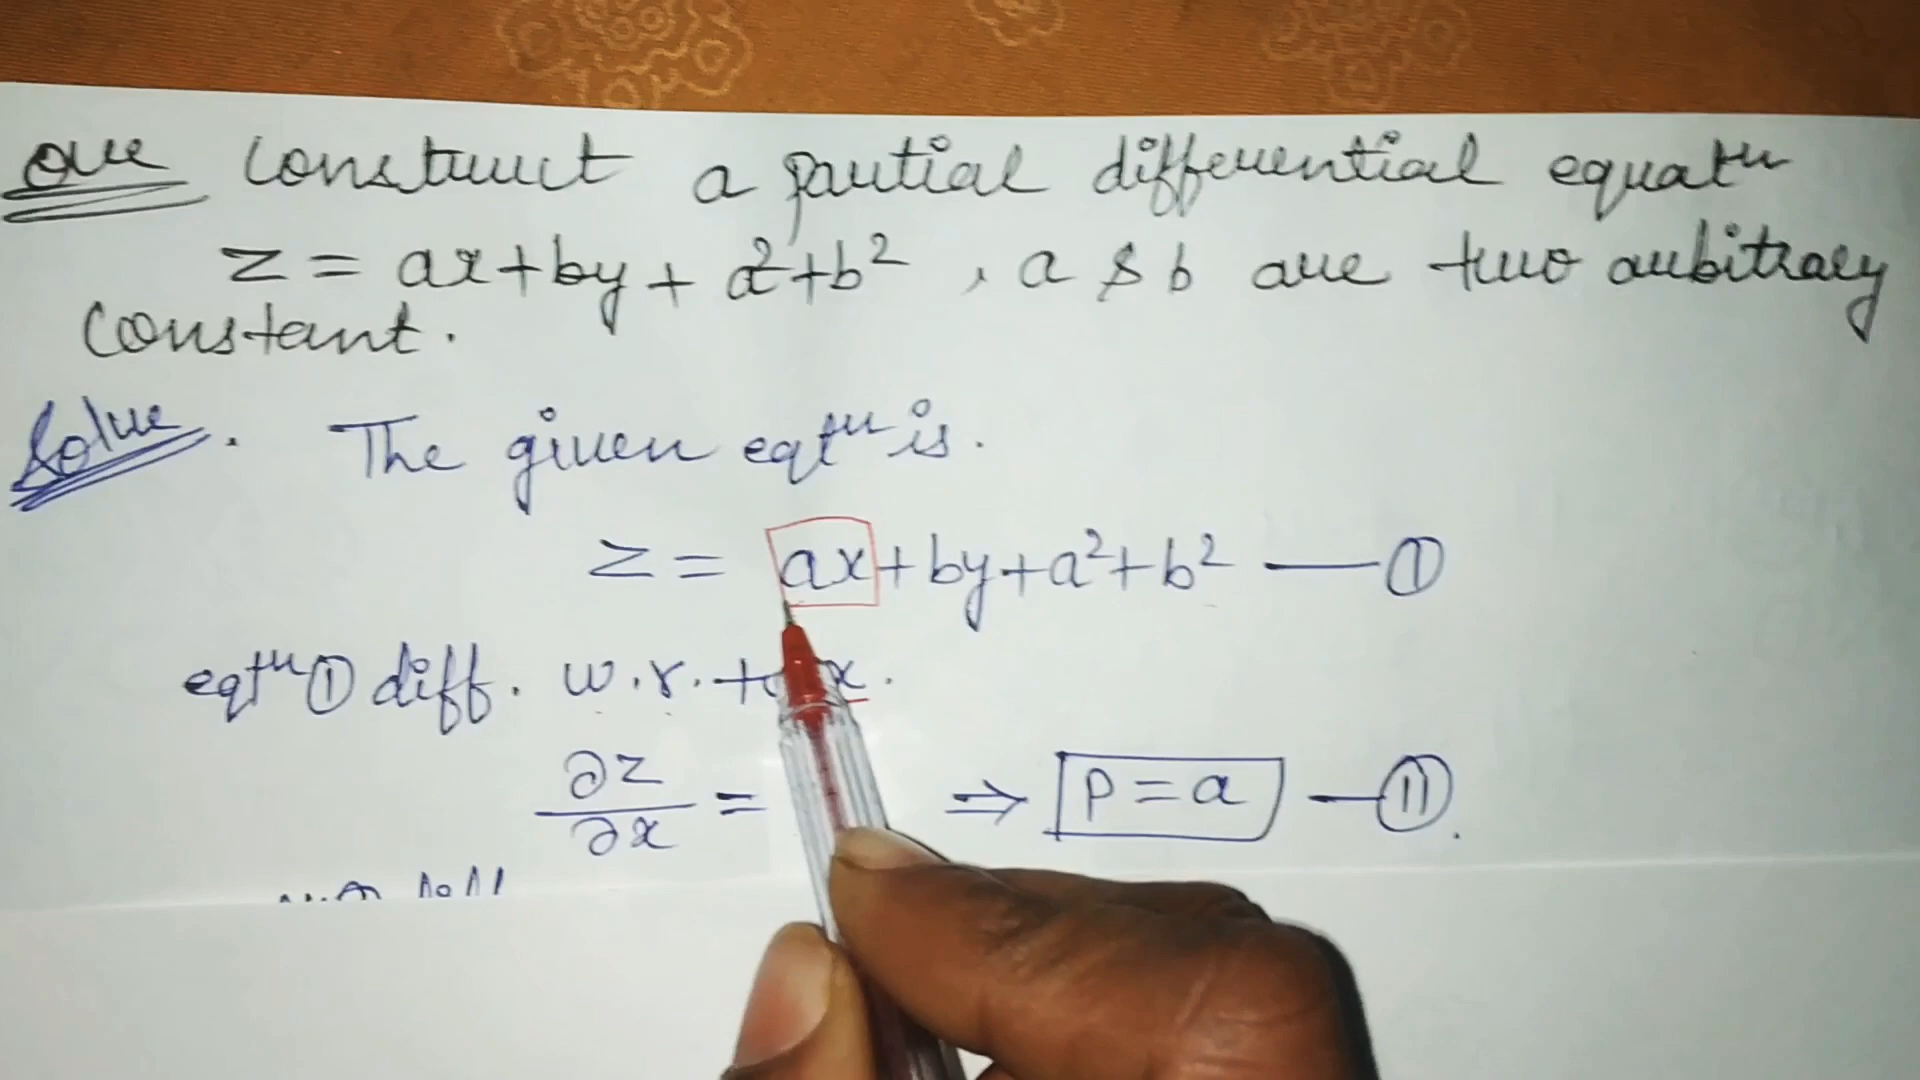 Que Construct a partial differential equatn
z = ax+by+a²+b² , a & b are two arbitrary
Constant.
Solve. The given eqtn is.
z = ax+by+a²+b² — ①
eqtn ① diff. w.r.to x.
∂z/∂x = ⇒ P = a — ⑪.